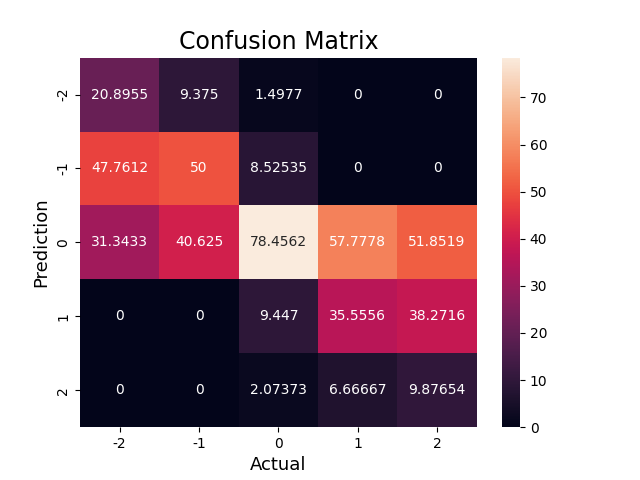 Confusion Matrix
-2 20.8955 9.375 1.4977 0 0
-1 47.7612 50 8.52535 0 0
0 31.3433 40.625 78.4562 57.7778 51.8519
1 0 0 9.447 35.5556 38.2716
2 0 0 2.07373 6.66667 9.87654
-2 -1 0 1 2
Prediction
Actual
70
60
50
40
30
20
10
0